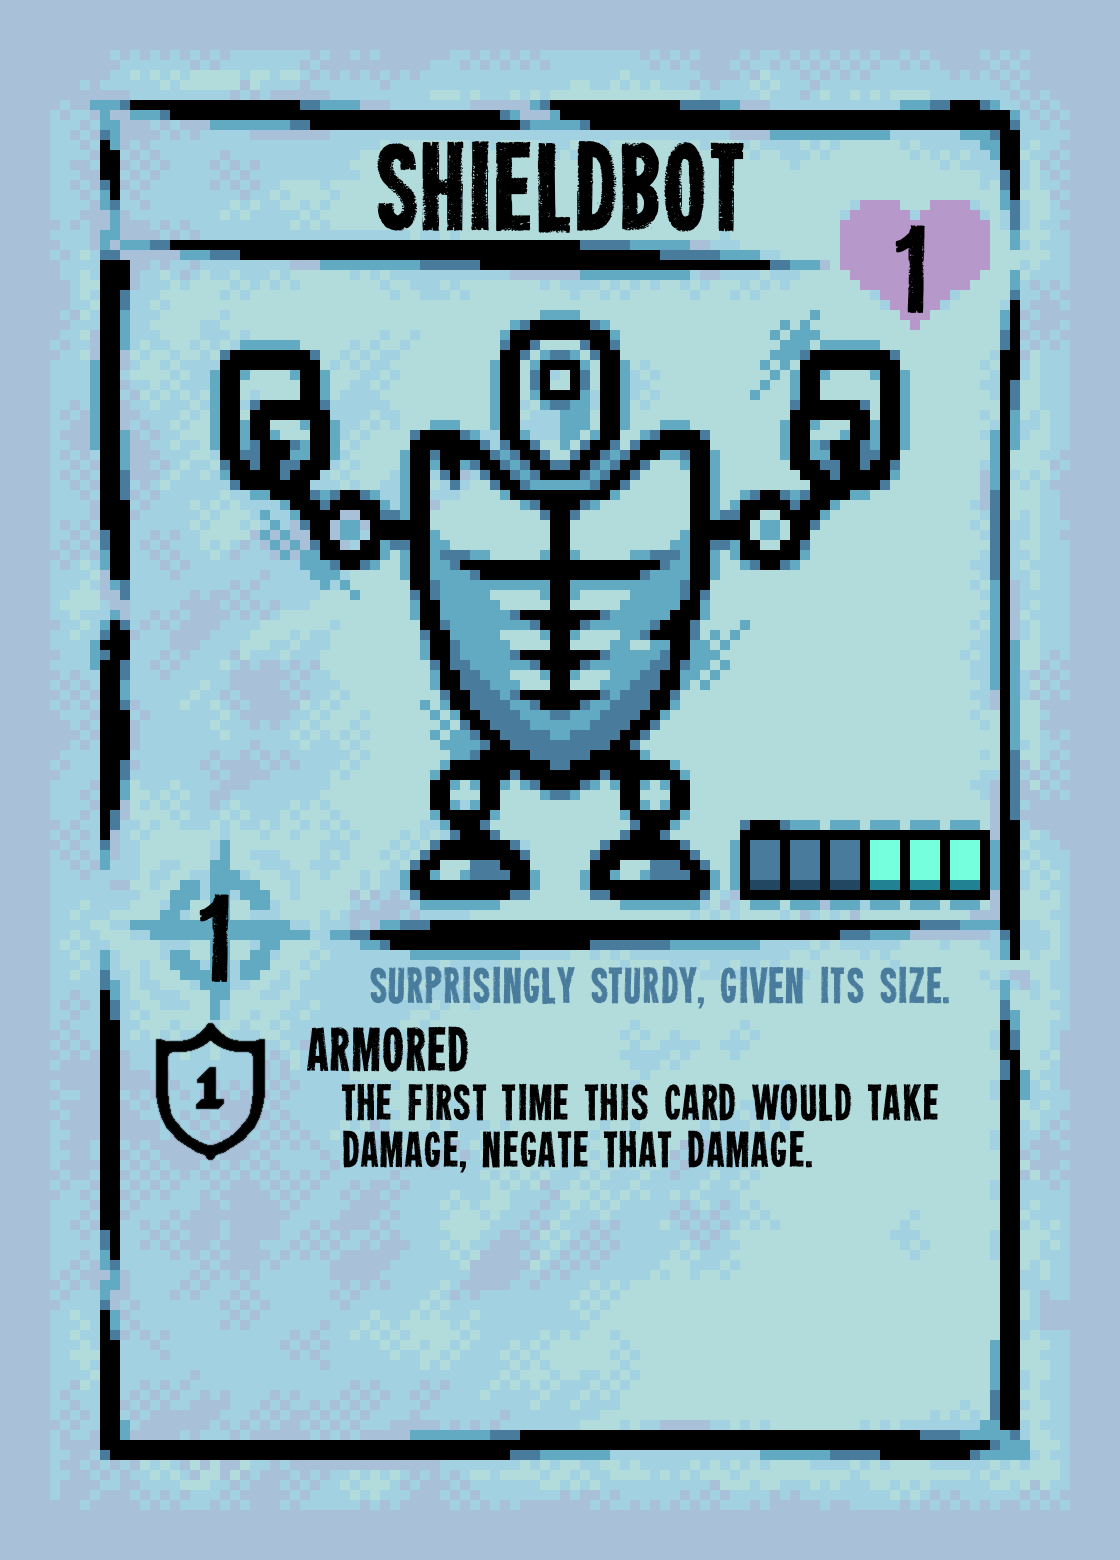 SHIELDBOT
1
1
SURPRISINGLY STURDY, GIVEN ITS SIZE.
1
ARMORED
THE FIRST TIME THIS CARD WOULD TAKE
DAMAGE, NEGATE THAT DAMAGE.